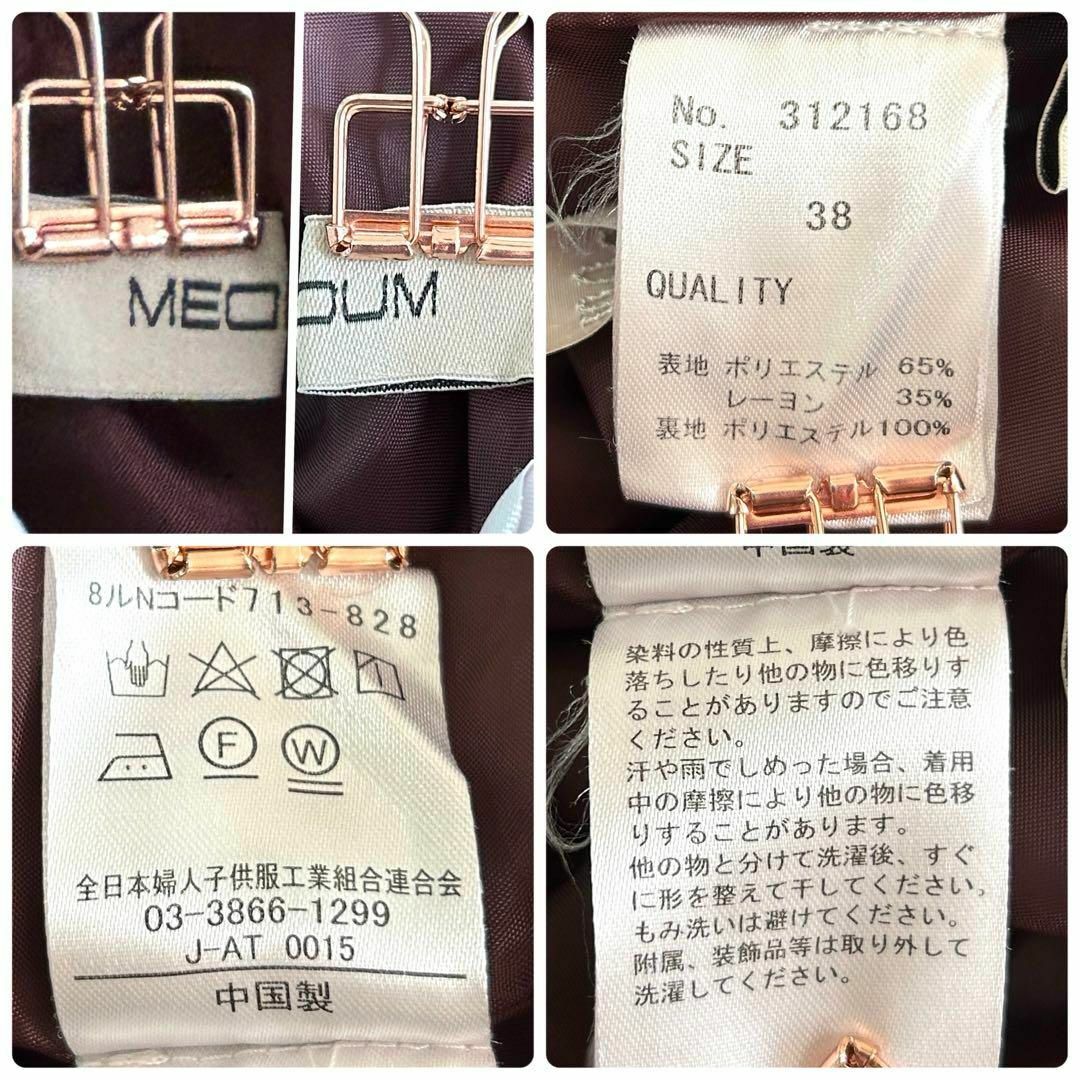 MEO
DUM
No. 312168
SIZE
38
QUALITY
表地 ポリエステル 65%
レーヨン 35%
裏地 ポリエステル100%
8ルNコード713-828
F
W
全日本婦人子供服工業組合連合会
03-3866-1299
J-AT 0015
中国製
中国製
染料の性質上、摩擦により色
落ちしたり他の物に色移りす
ることがありますのでご注意
ください。
汗や雨でしめった場合、着用
中の摩擦により他の物に色移
りすることがあります。
他の物と分けて洗濯後、すぐ
に形を整えて干してください。
もみ洗いは避けてください。
附属、装飾品等は取り外して
洗濯してください。